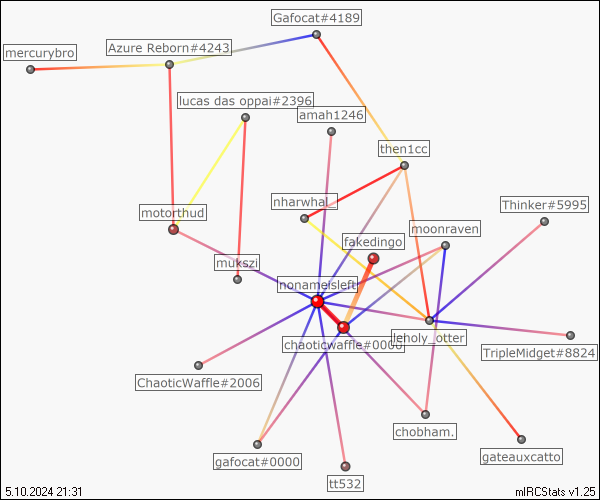 Gafocat#4189
Azure Reborn#4243
mercurybro
lucas das oppai#2396
amah1246
then1cc
nharwhal_
Thinker#5995
motorthud
moonraven
fakedingo
mukszi
nonameisleft
leholy_otter
chaoticwaffle#0000
TripleMidget#8824
ChaoticWaffle#2006
chobham.
gateauxcatto
gafocat#0000
tt532
5.10.2024 21:31
mIRCStats v1.25